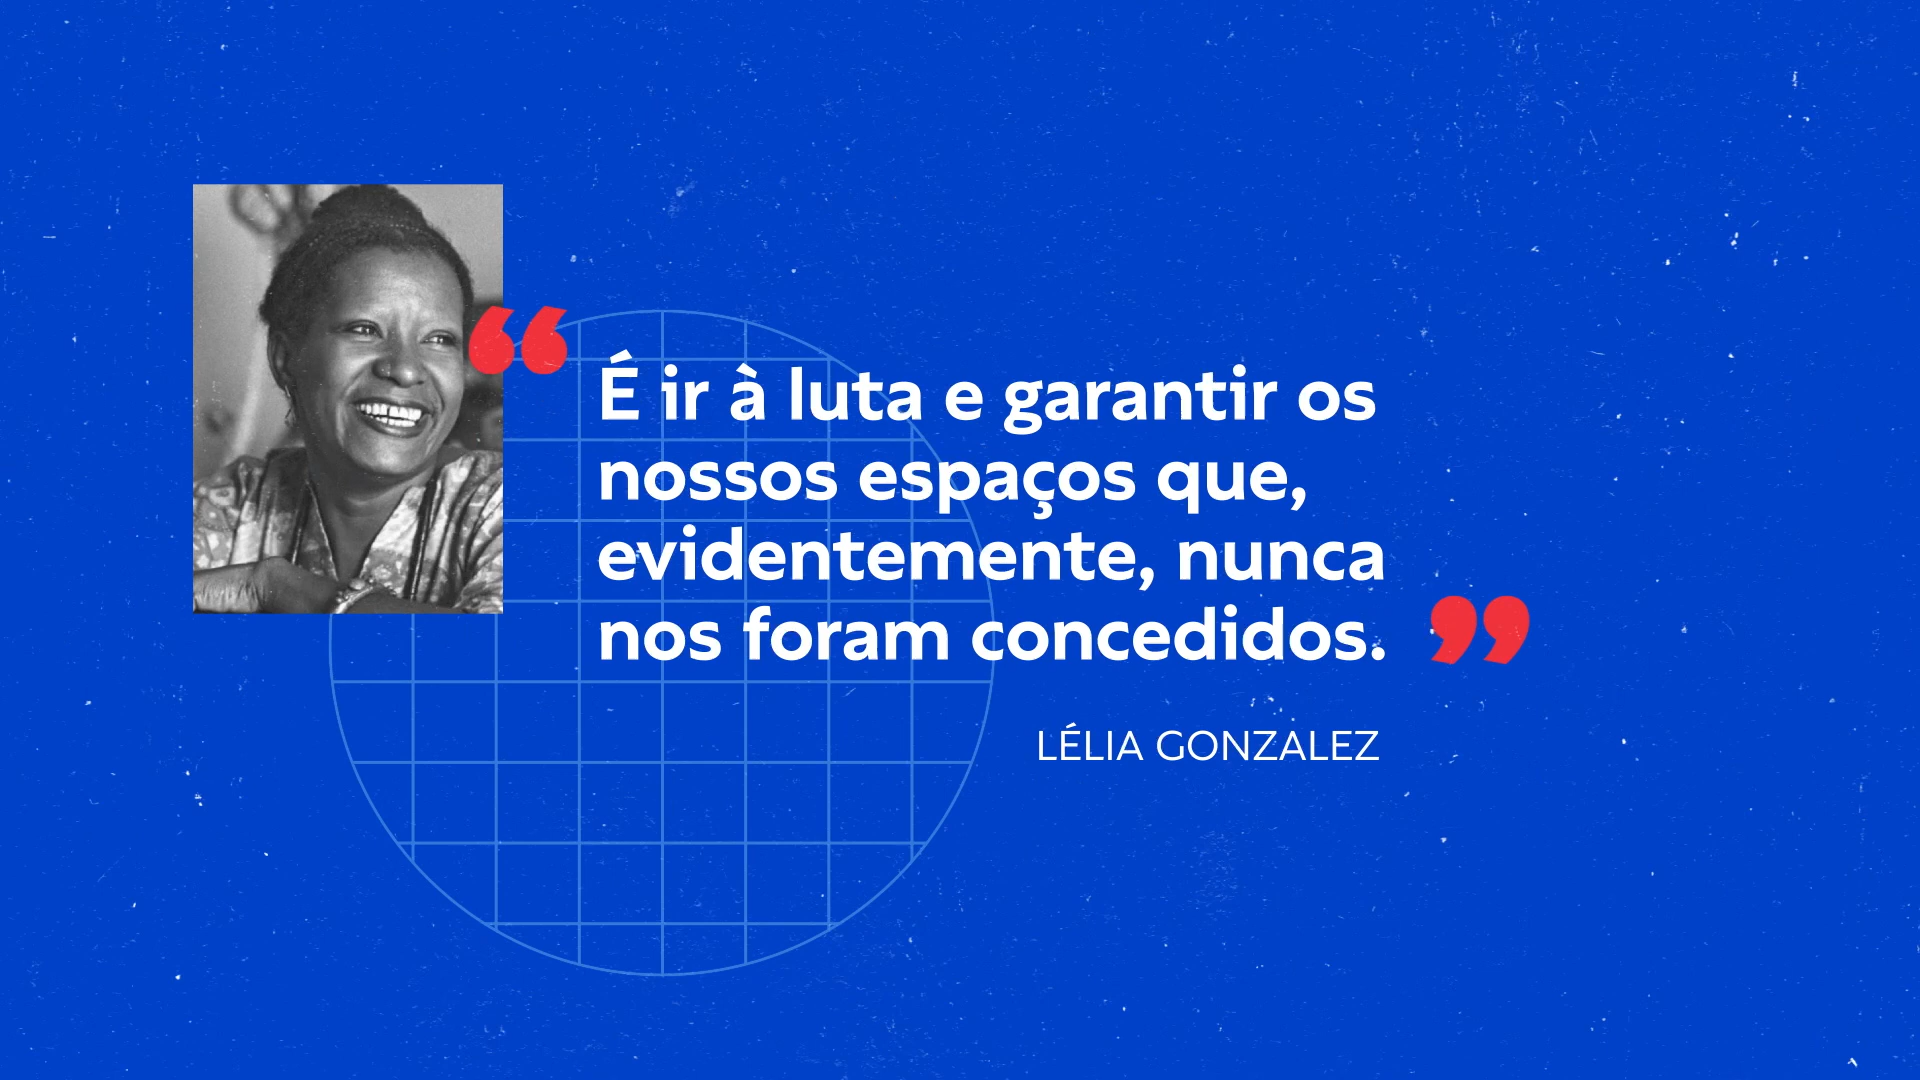 “É ir à luta e garantir os
nossos espaços que,
evidentemente, nunca
nos foram concedidos.”
LÉLIA GONZALEZ